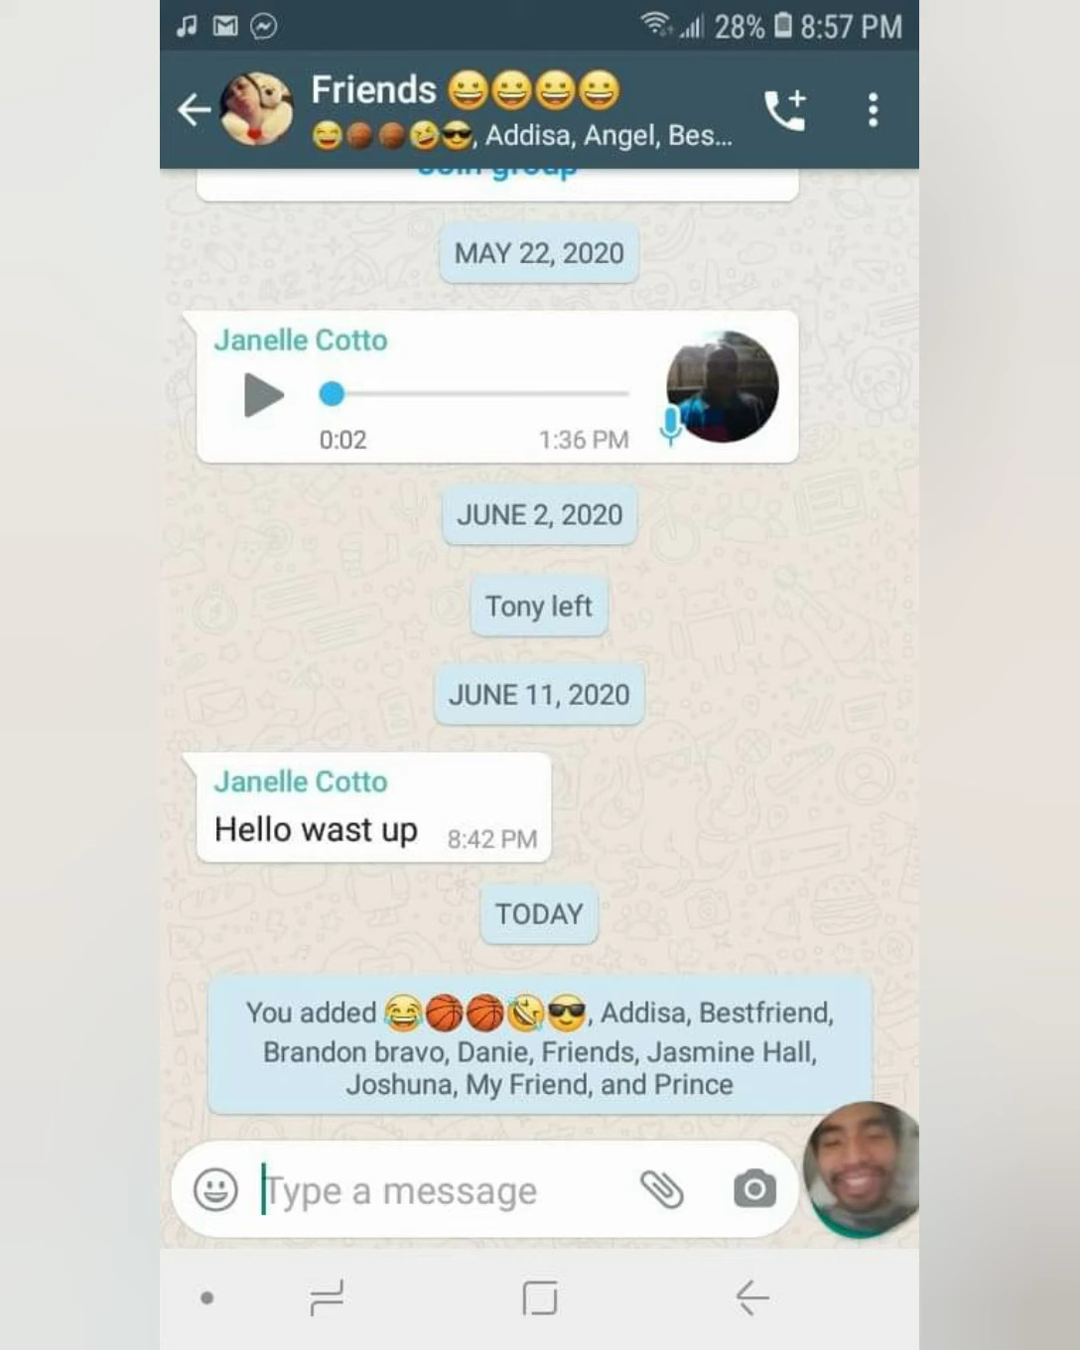 28% 8:57 PM
Friends 😀😀😀😀
😂🏀🏀🤣😎, Addisa, Angel, Bes...
Join group
MAY 22, 2020
Janelle Cotto
0:02 1:36 PM
JUNE 2, 2020
Tony left
JUNE 11, 2020
Janelle Cotto
Hello wast up 8:42 PM
TODAY
You added 😂🏀🏀🤣😎, Addisa, Bestfriend,
Brandon bravo, Danie, Friends, Jasmine Hall,
Joshuna, My Friend, and Prince
Type a message